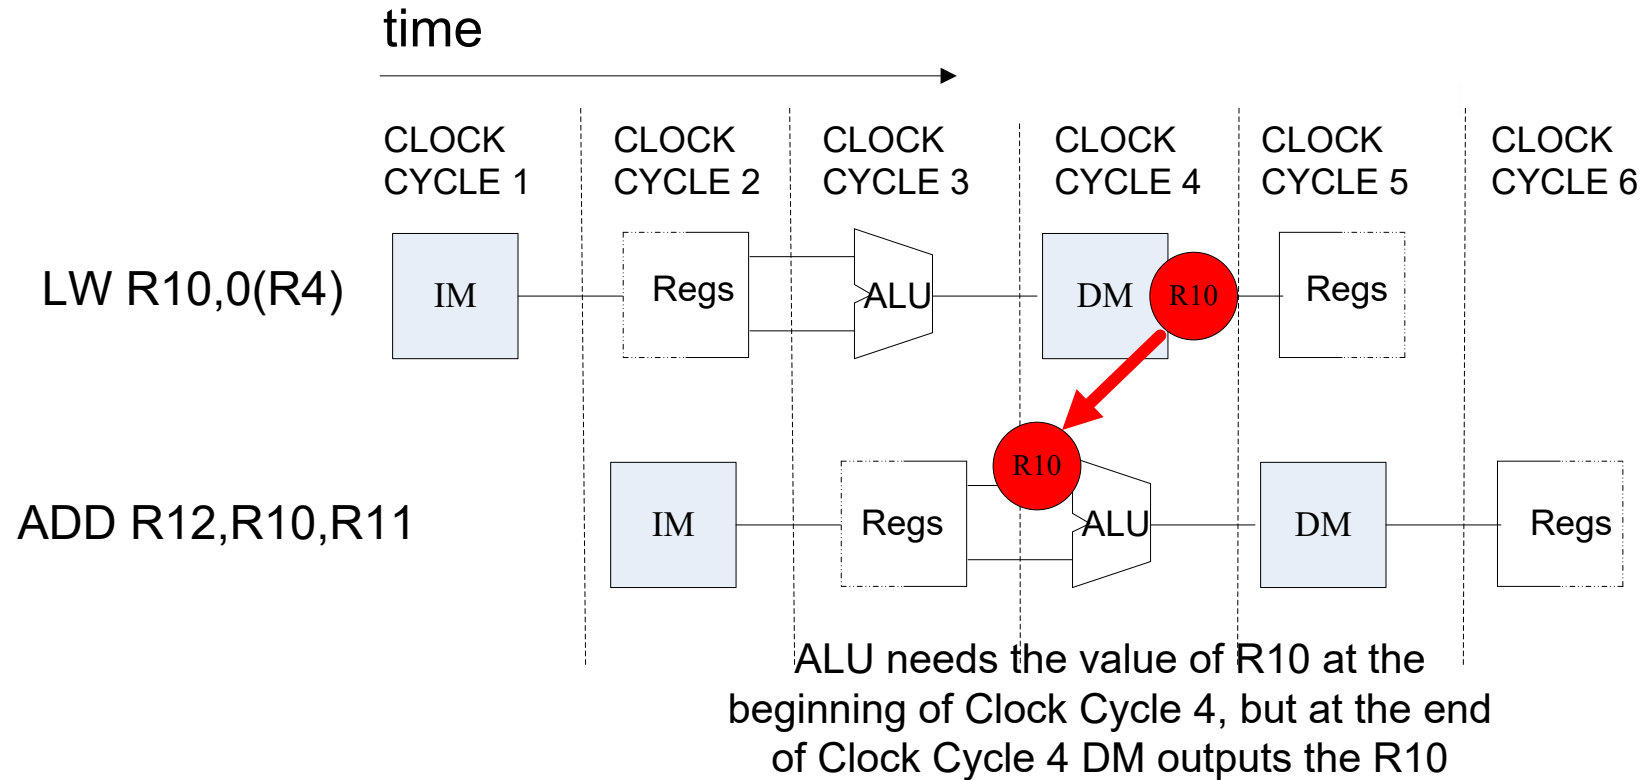 time
CLOCK CYCLE 1
CLOCK CYCLE 2
CLOCK CYCLE 3
CLOCK CYCLE 4
CLOCK CYCLE 5
CLOCK CYCLE 6
LW R10,0(R4)
IM
Regs
ALU
DM
R10
Regs
R10
ADD R12,R10,R11
IM
Regs
ALU
DM
Regs
ALU needs the value of R10 at the
beginning of Clock Cycle 4, but at the end
of Clock Cycle 4 DM outputs the R10